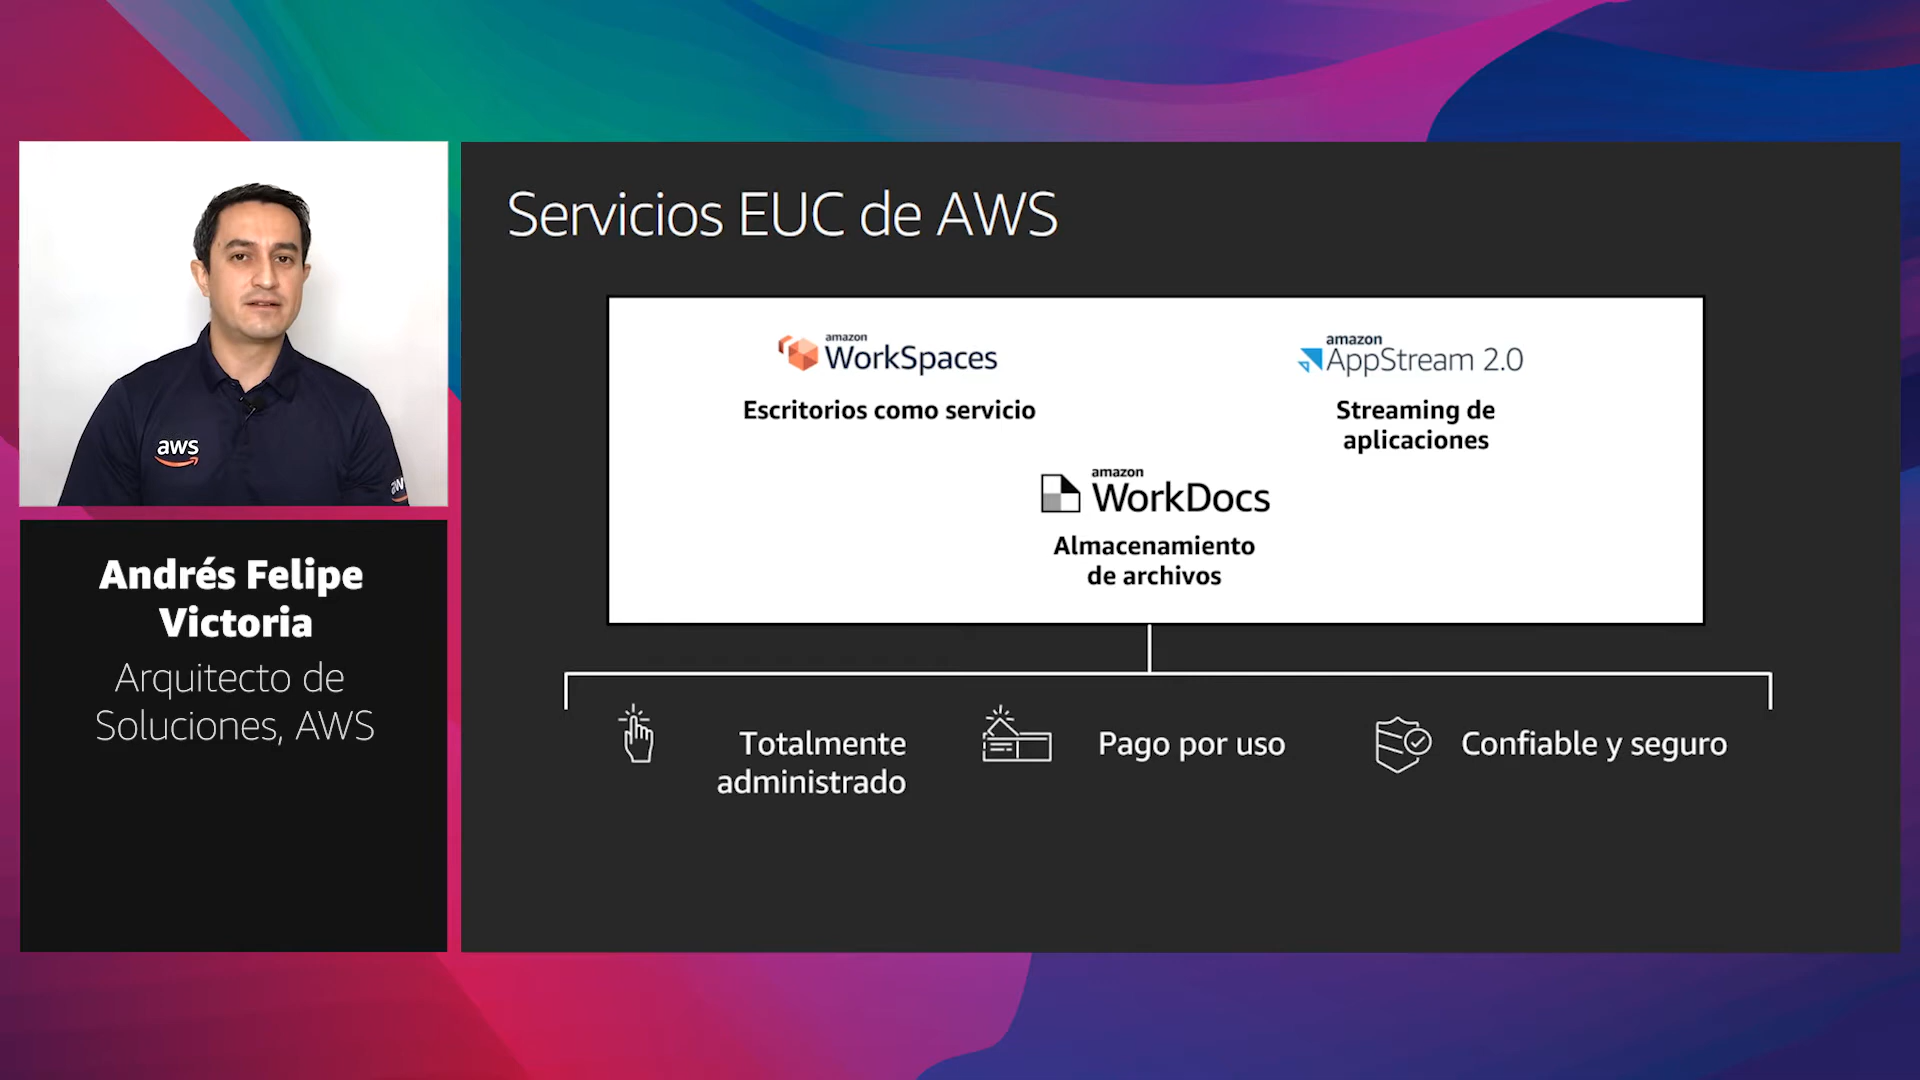 aws
Andrés Felipe
Victoria
Arquitecto de
Soluciones, AWS
Servicios EUC de AWS
amazon
WorkSpaces
Escritorios como servicio
amazon
AppStream 2.0
Streaming de
aplicaciones
amazon
WorkDocs
Almacenamiento
de archivos
Totalmente
administrado
Pago por uso
Confiable y seguro